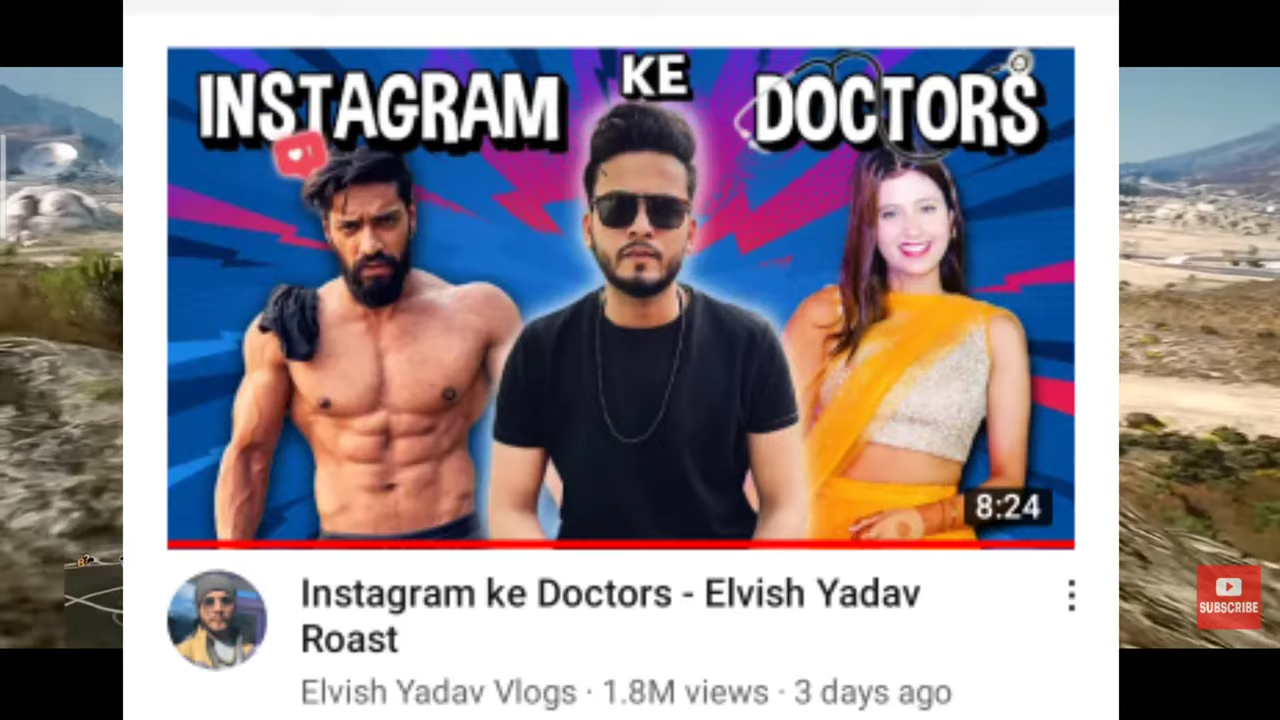 INSTAGRAM KE DOCTORS
8:24
Instagram ke Doctors - Elvish Yadav
Roast
Elvish Yadav Vlogs · 1.8M views · 3 days ago
SUBSCRIBE